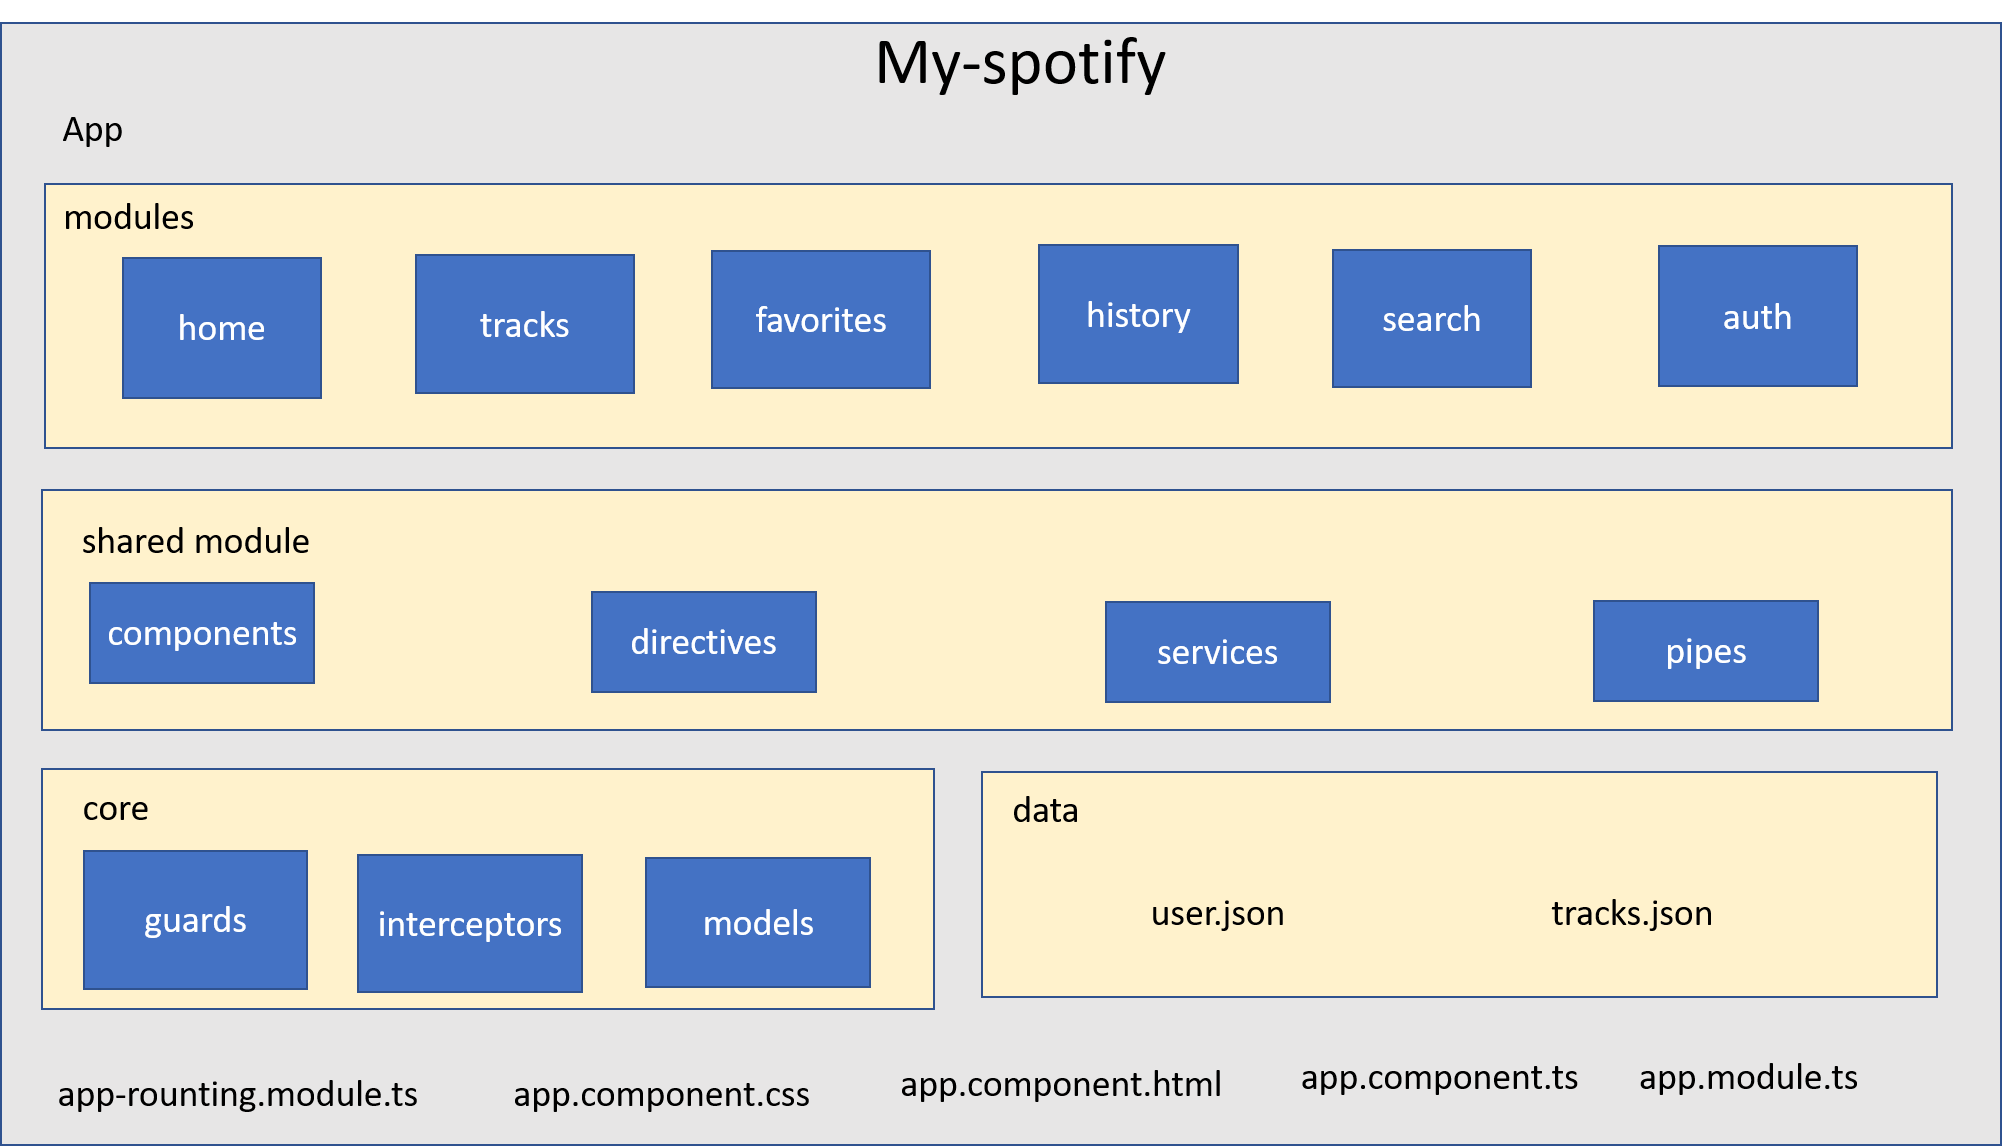 My-spotify
App
modules
home
tracks
favorites
history
search
auth
shared module
components
directives
services
pipes
core
guards
interceptors
models
data
user.json
tracks.json
app-rounting.module.ts
app.component.css
app.component.html
app.component.ts
app.module.ts